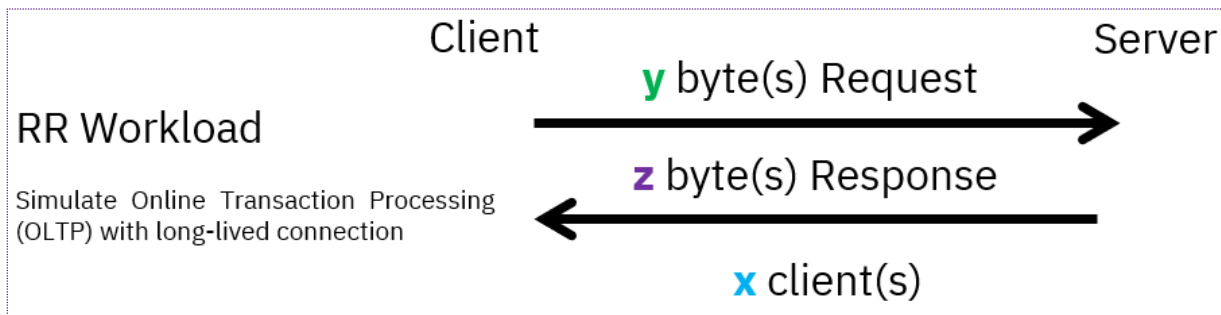 Client
Server
y byte(s) Request
RR Workload
z byte(s) Response
Simulate Online Transaction Processing
(OLTP) with long-lived connection
x client(s)